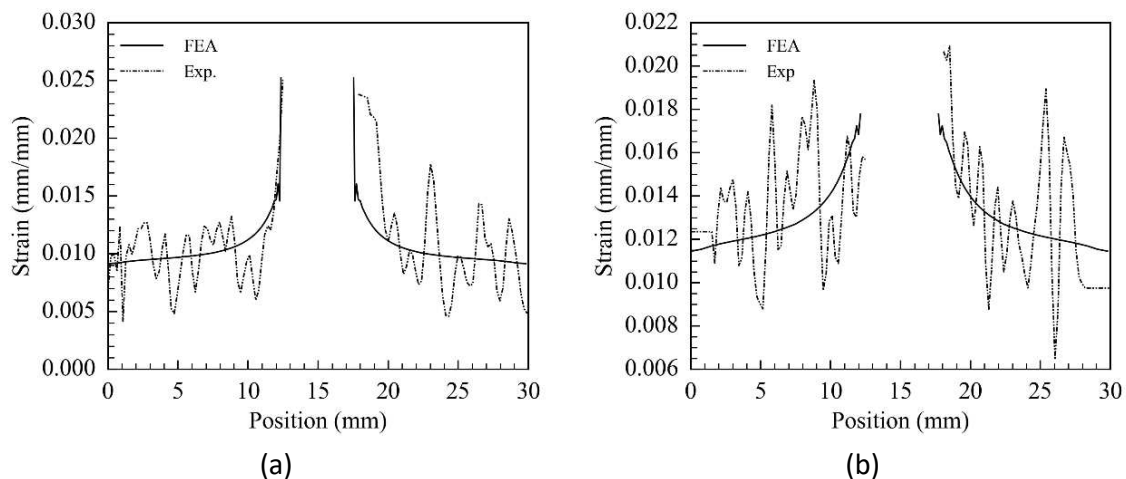 0.030
0.025
0.020
0.015
0.010
0.005
0.000
Strain (mm/mm)
FEA
Exp.
0 5 10 15 20 25 30
Position (mm)
(a)
0.022
0.020
0.018
0.016
0.014
0.012
0.010
0.008
0.006
Strain (mm/mm)
FEA
Exp
0 5 10 15 20 25 30
Position (mm)
(b)